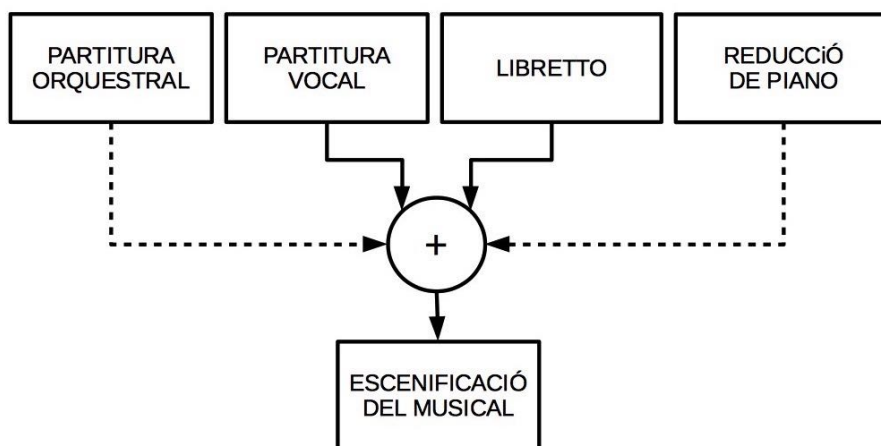 PARTITURA
ORQUESTRAL
PARTITURA
VOCAL
LIBRETTO
REDUCCiÓ
DE PIANO
+
ESCENIFICACIÓ
DEL MUSICAL